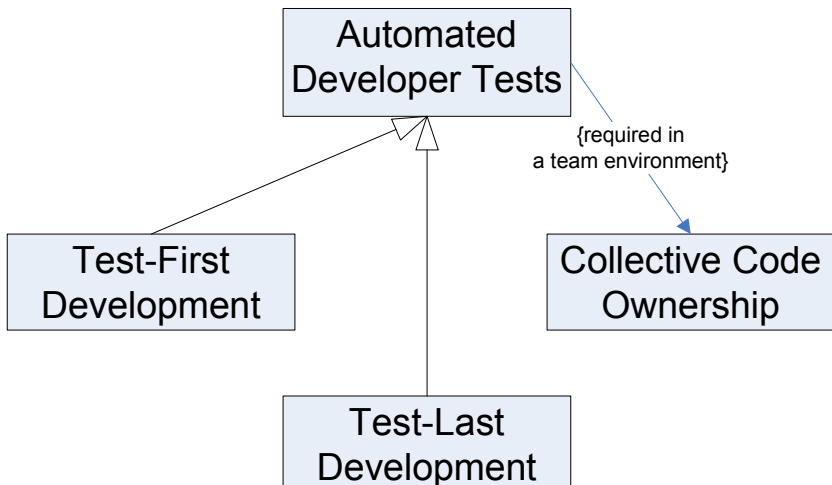 Automated
Developer Tests
{required in
a team environment}
Test-First
Development
Collective Code
Ownership
Test-Last
Development